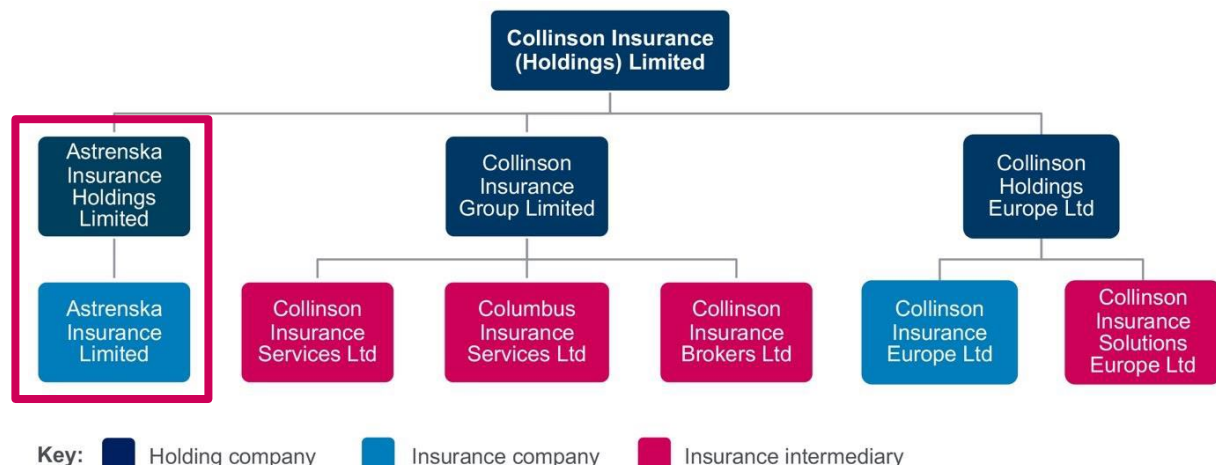 Collinson Insurance
(Holdings) Limited
Astrenska
Insurance
Holdings
Limited
Collinson
Insurance
Group Limited
Collinson
Holdings
Europe Ltd
Astrenska
Insurance
Limited
Collinson
Insurance
Services Ltd
Columbus
Insurance
Services Ltd
Collinson
Insurance
Brokers Ltd
Collinson
Insurance
Europe Ltd
Collinson
Insurance
Solutions
Europe Ltd
Key: Holding company Insurance company Insurance intermediary